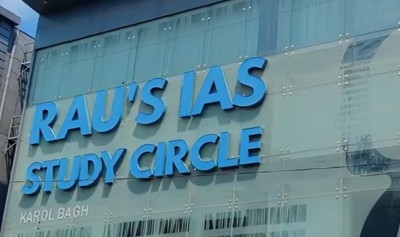 RAU'S IAS
STUDY CIRCLE
KAROL BAGH